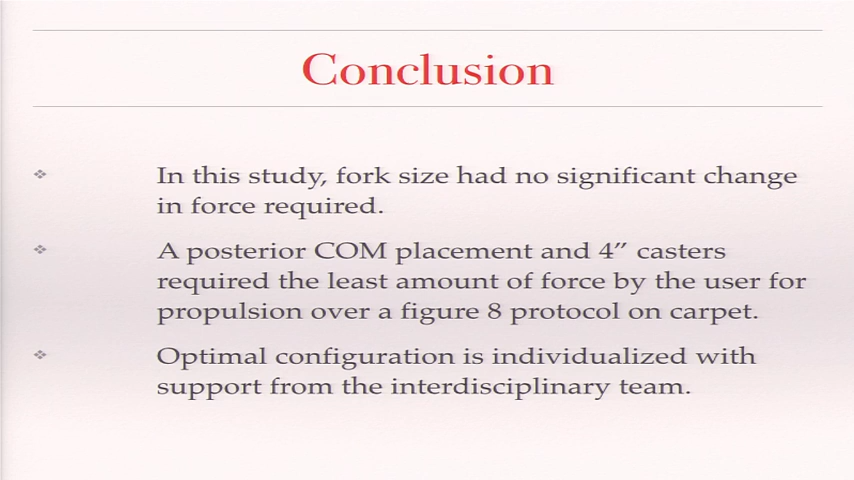 Conclusion
In this study, fork size had no significant change
in force required.
A posterior COM placement and 4” casters
required the least amount of force by the user for
propulsion over a figure 8 protocol on carpet.
Optimal configuration is individualized with
support from the interdisciplinary team.